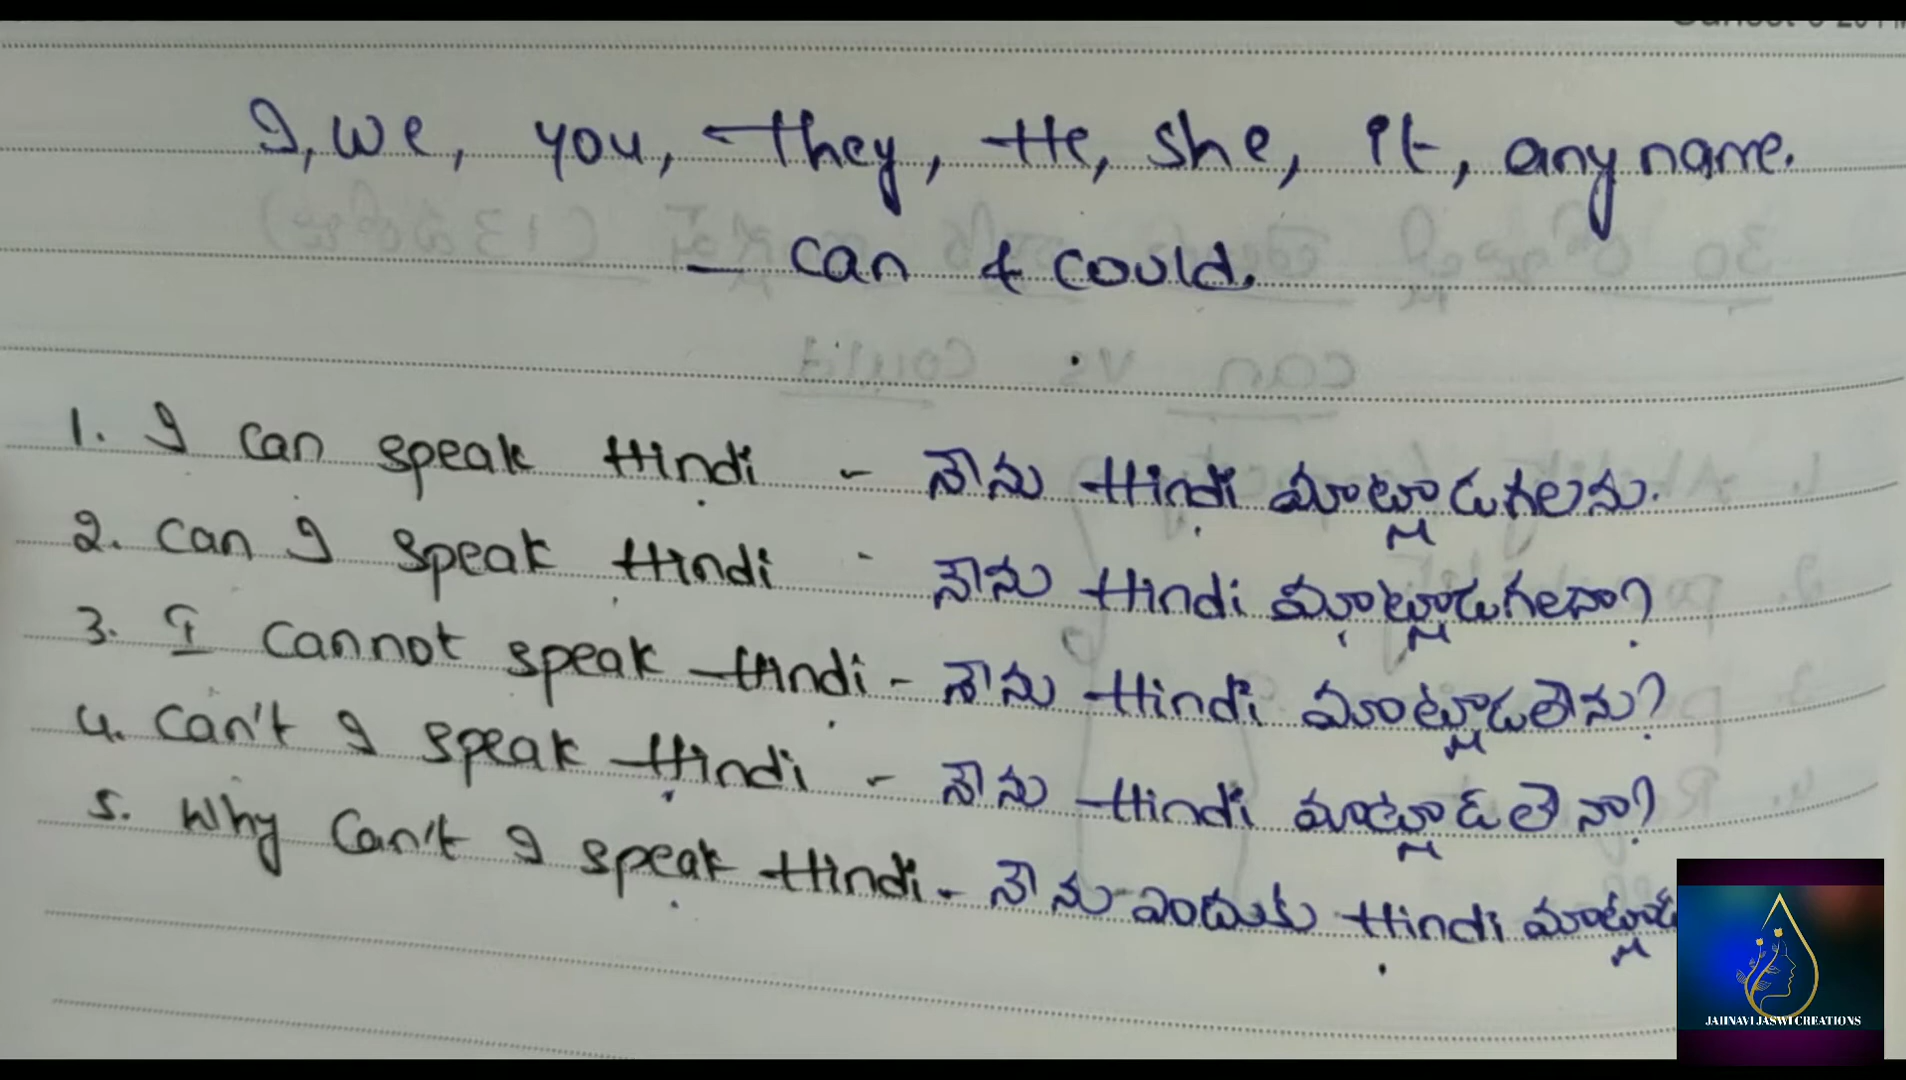 I, we, you, They, He, she, it, any name.
- can & could.
1. I can speak Hindi - నేను Hindi మాట్లాడుగలను.
2. Can I speak Hindi - నేను Hindi మాట్లాడుగలనా?
3. I cannot speak Hindi - నేను Hindi మాట్లాడలేను?
4. Can't I speak Hindi - నేను Hindi మాట్లాడలేనా?
5. Why Can't I speak Hindi - నేను ఎందుకు Hindi మాట్లాడ
JAHNAVI JASWI CREATIONS